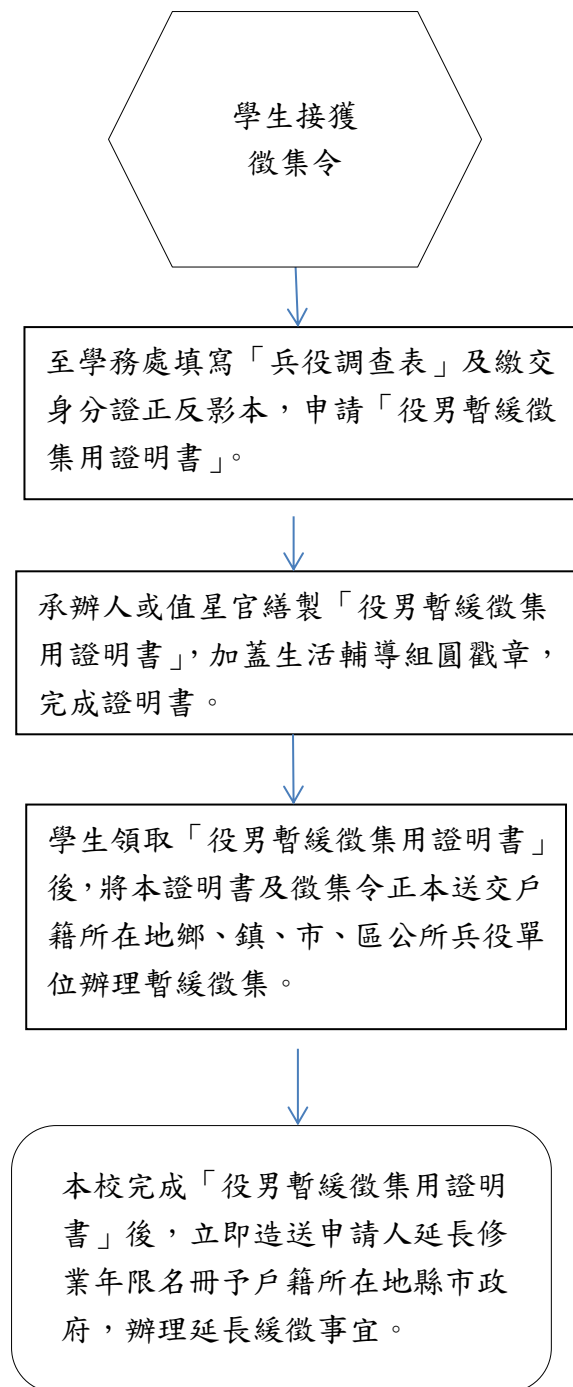 學生接獲
徵集令
至學務處填寫「兵役調查表」及繳交
身分證正反影本，申請「役男暫緩徵
集用證明書」。
承辦人或值星官繕製「役男暫緩徵集
用證明書」，加蓋生活輔導組圓戳章，
完成證明書。
學生領取「役男暫緩徵集用證明書」
後，將本證明書及徵集令正本送交戶
籍所在地鄉、鎮、市、區公所兵役單
位辦理暫緩徵集。
本校完成「役男暫緩徵集用證明
書」後，立即造送申請人延長修
業年限名冊予戶籍所在地縣市政
府，辦理延長緩徵事宜。